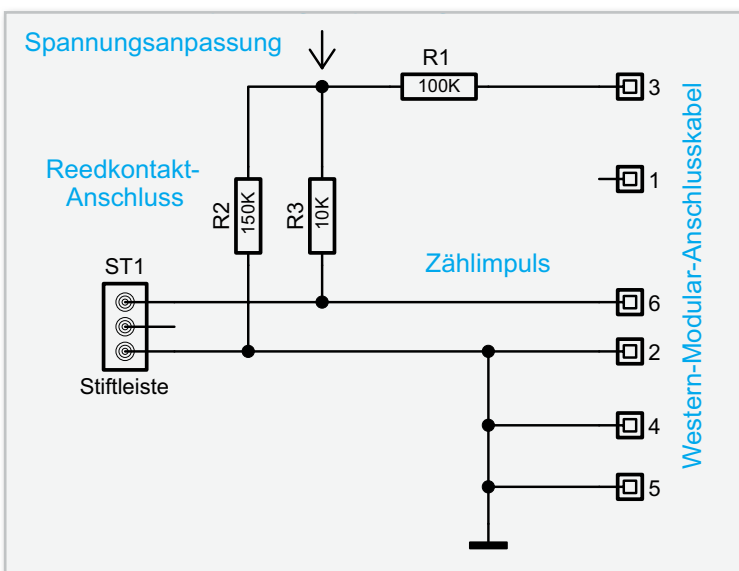 Spannungsanpassung
R1
100K
3
Reedkontakt-
Anschluss
R2
150K
R3
10K
1
Western-Modular-Anschlusskabel
ST1
Zählimpuls
6
2
Stiftleiste
4
5